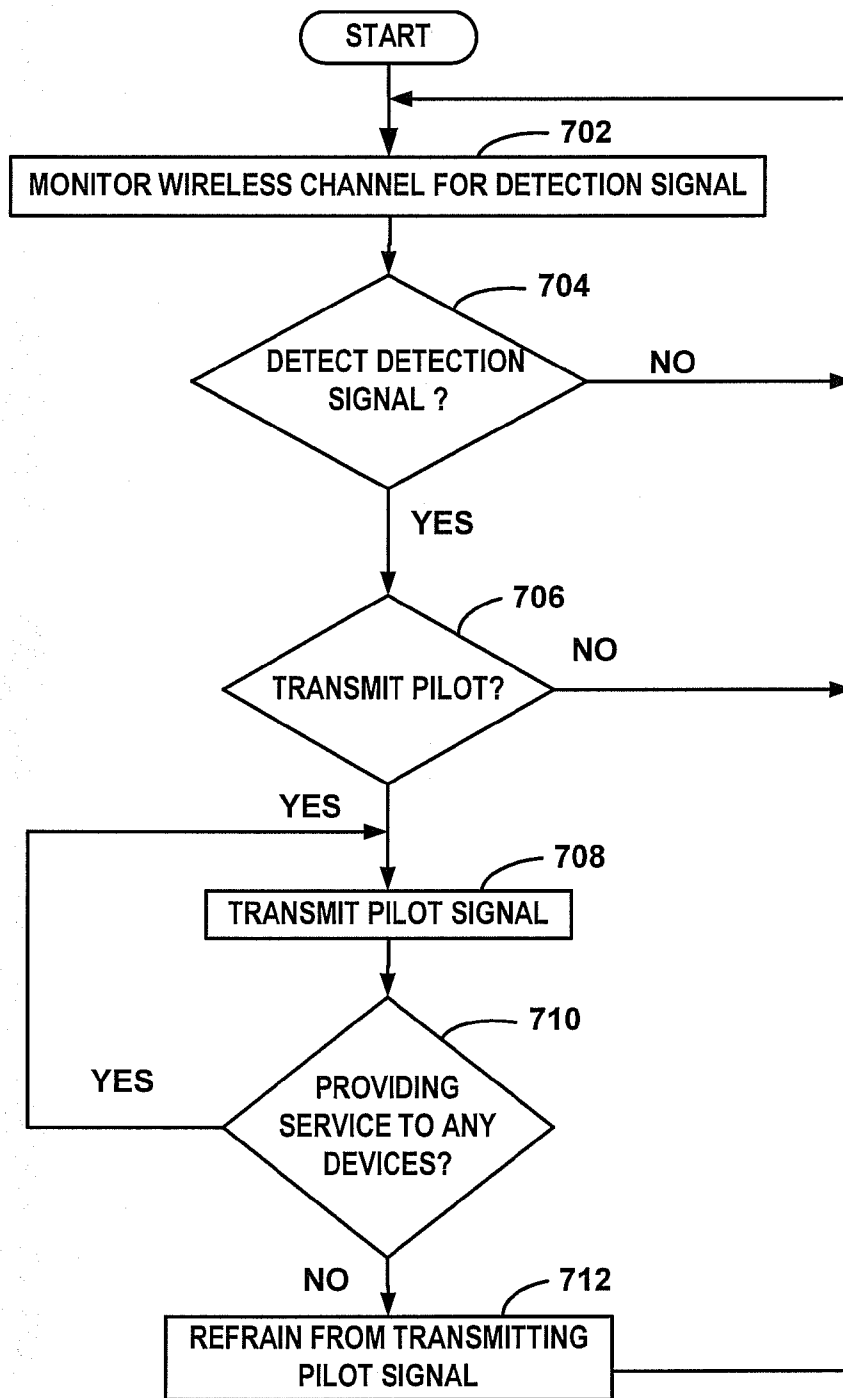 START
702
MONITOR WIRELESS CHANNEL FOR DETECTION SIGNAL
704
DETECT DETECTION
SIGNAL ?
NO
YES
706
TRANSMIT PILOT?
NO
YES
708
TRANSMIT PILOT SIGNAL
710
YES
PROVIDING
SERVICE TO ANY
DEVICES?
NO
712
REFRAIN FROM TRANSMITTING
PILOT SIGNAL